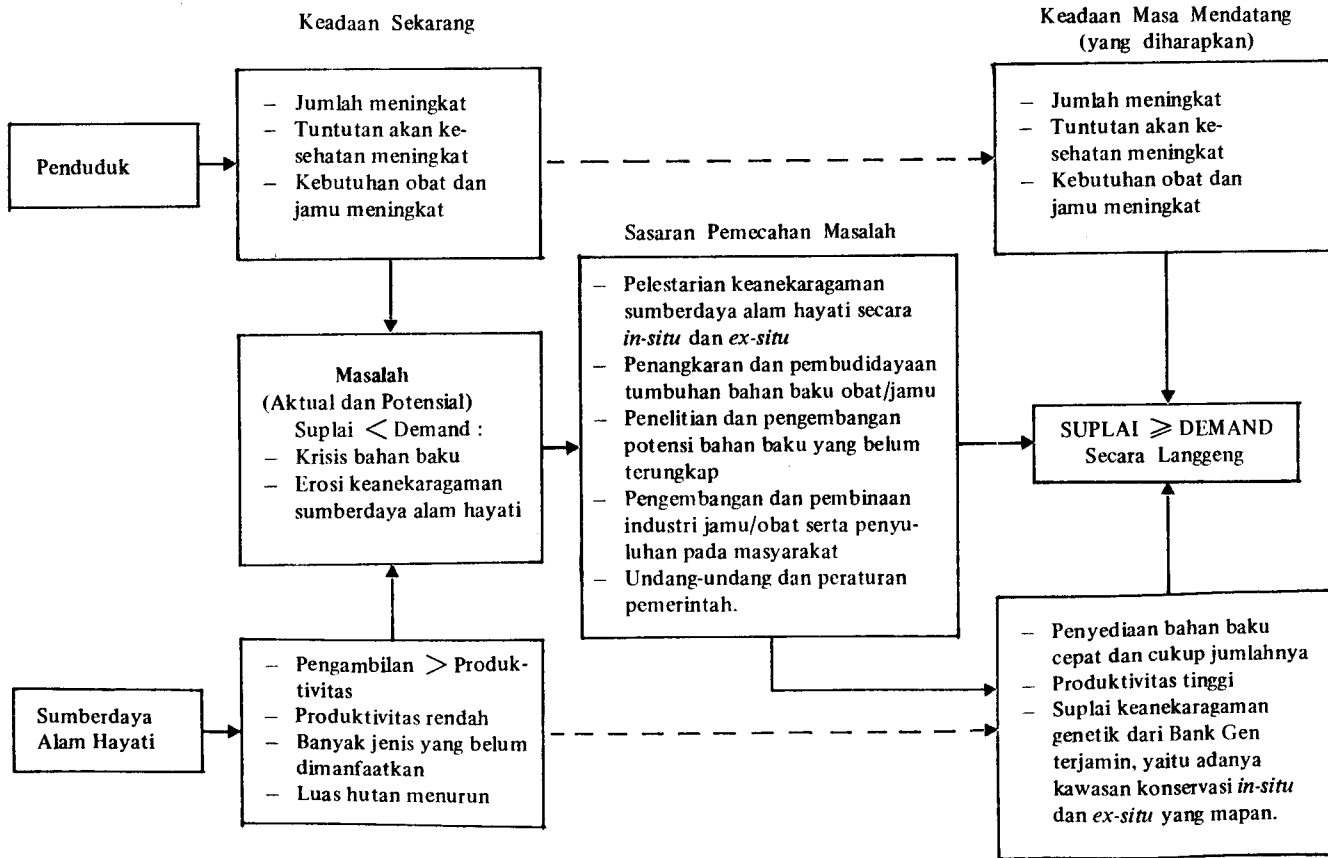 Keadaan Sekarang
Keadaan Masa Mendatang
(yang diharapkan)
Penduduk
– Jumlah meningkat
– Tuntutan akan ke-
sehatan meningkat
– Kebutuhan obat dan
jamu meningkat
– Jumlah meningkat
– Tuntutan akan ke-
sehatan meningkat
– Kebutuhan obat dan
jamu meningkat
Masalah
(Aktual dan Potensial)
Suplai < Demand :
– Krisis bahan baku
– Erosi keanekaragaman
sumberdaya alam hayati
Sasaran Pemecahan Masalah
– Pelestarian keanekaragaman
sumberdaya alam hayati secara
in-situ dan ex-situ
– Penangkaran dan pembudidayaan
tumbuhan bahan baku obat/jamu
– Penelitian dan pengembangan
potensi bahan baku yang belum
terungkap
– Pengembangan dan pembinaan
industri jamu/obat serta penyu-
luhan pada masyarakat
– Undang-undang dan peraturan
pemerintah.
SUPLAI ⩾ DEMAND
Secara Langgeng
Sumberdaya
Alam Hayati
– Pengambilan > Produk-
tivitas
– Produktivitas rendah
– Banyak jenis yang belum
dimanfaatkan
– Luas hutan menurun
– Penyediaan bahan baku
cepat dan cukup jumlahnya
– Produktivitas tinggi
– Suplai keanekaragaman
genetik dari Bank Gen
terjamin, yaitu adanya
kawasan konservasi in-situ
dan ex-situ yang mapan.